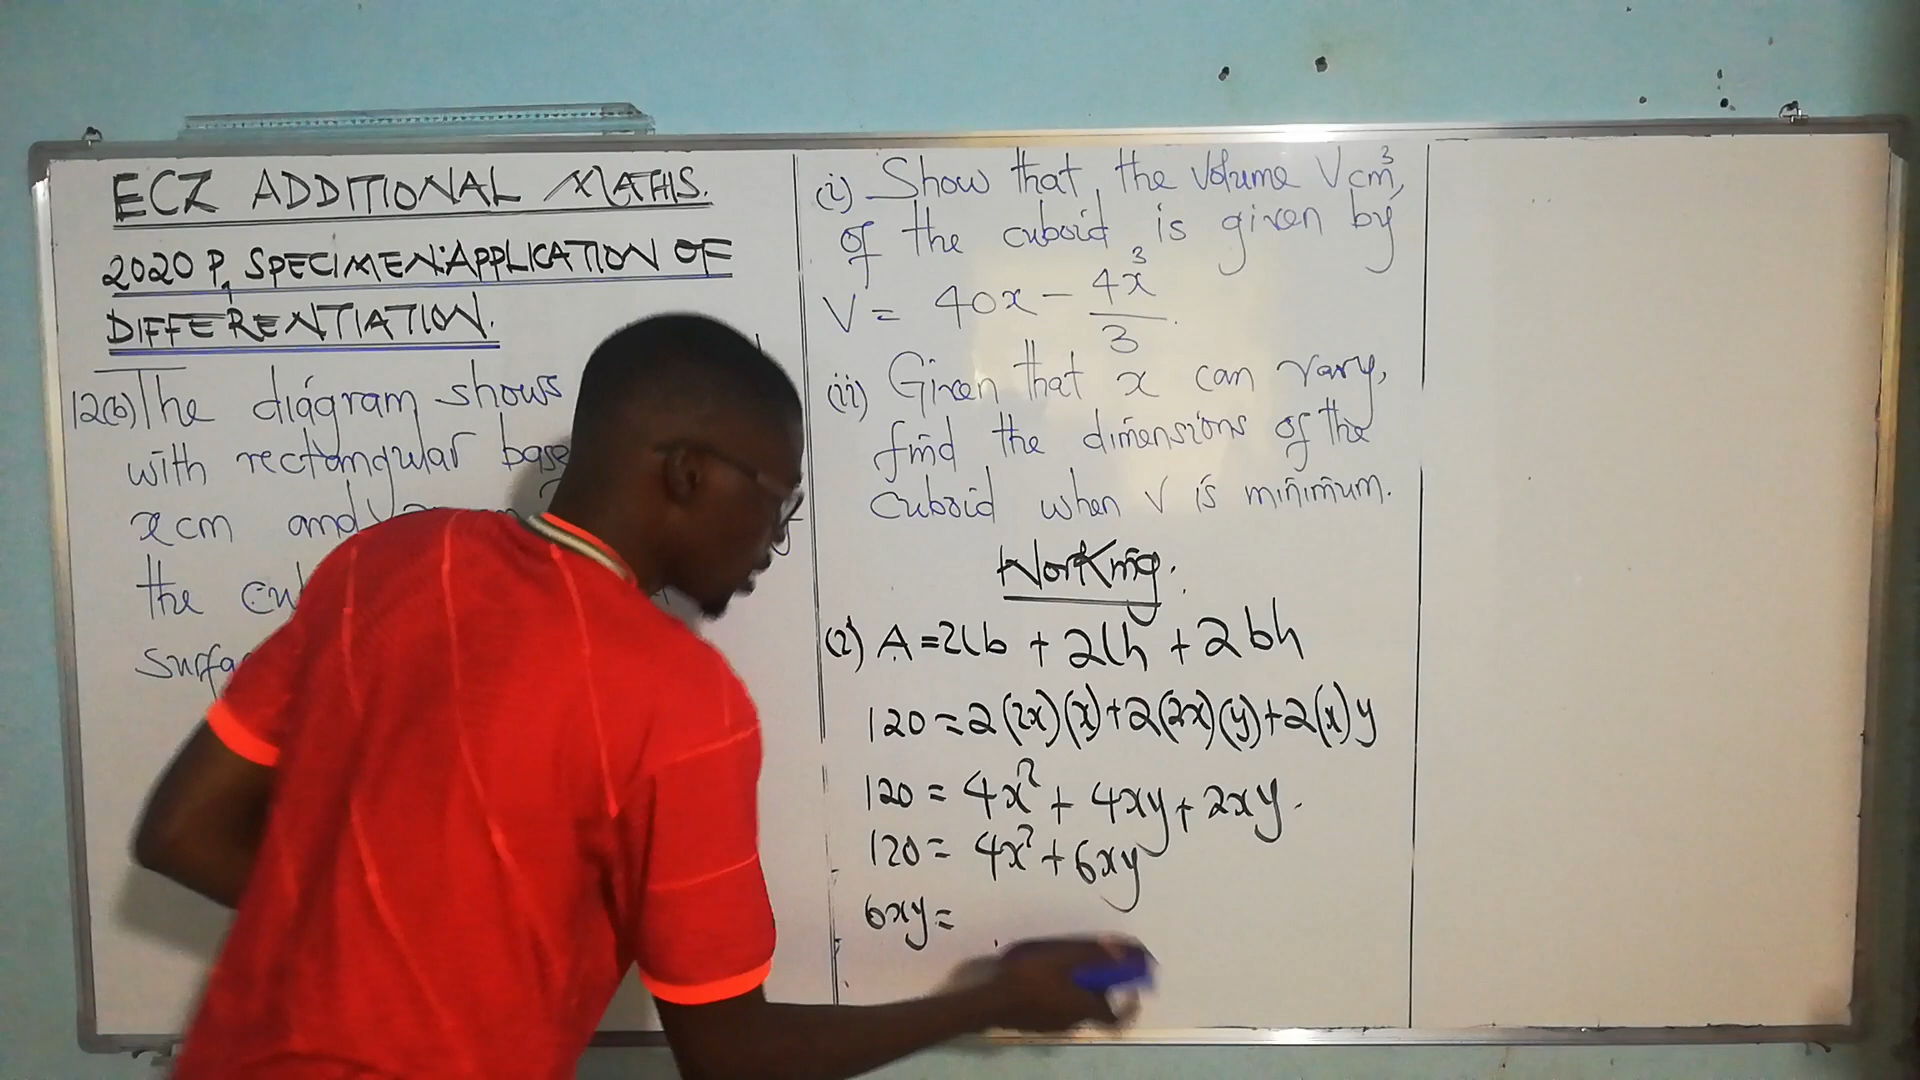 ECZ ADDITIONAL MATHS.
2020 P1 SPECIMEN: APPLICATION OF
DIFFERENTIATION.
12(b) The diagram shows
with rectangular base
x cm and
the
(i) Show that, the volume V cm³,
of the cuboid is given by
V = 40x - 4x³/3.
(ii) Given that x can vary,
find the dimensions of the
cuboid when V is minimum.
Working.
(i) A = 2lb + 2lh + 2bh
120 = 2(2x)(x) + 2(2x)(y) + 2(x)y
120 = 4x² + 4xy + 2xy.
120 = 4x² + 6xy
6xy =